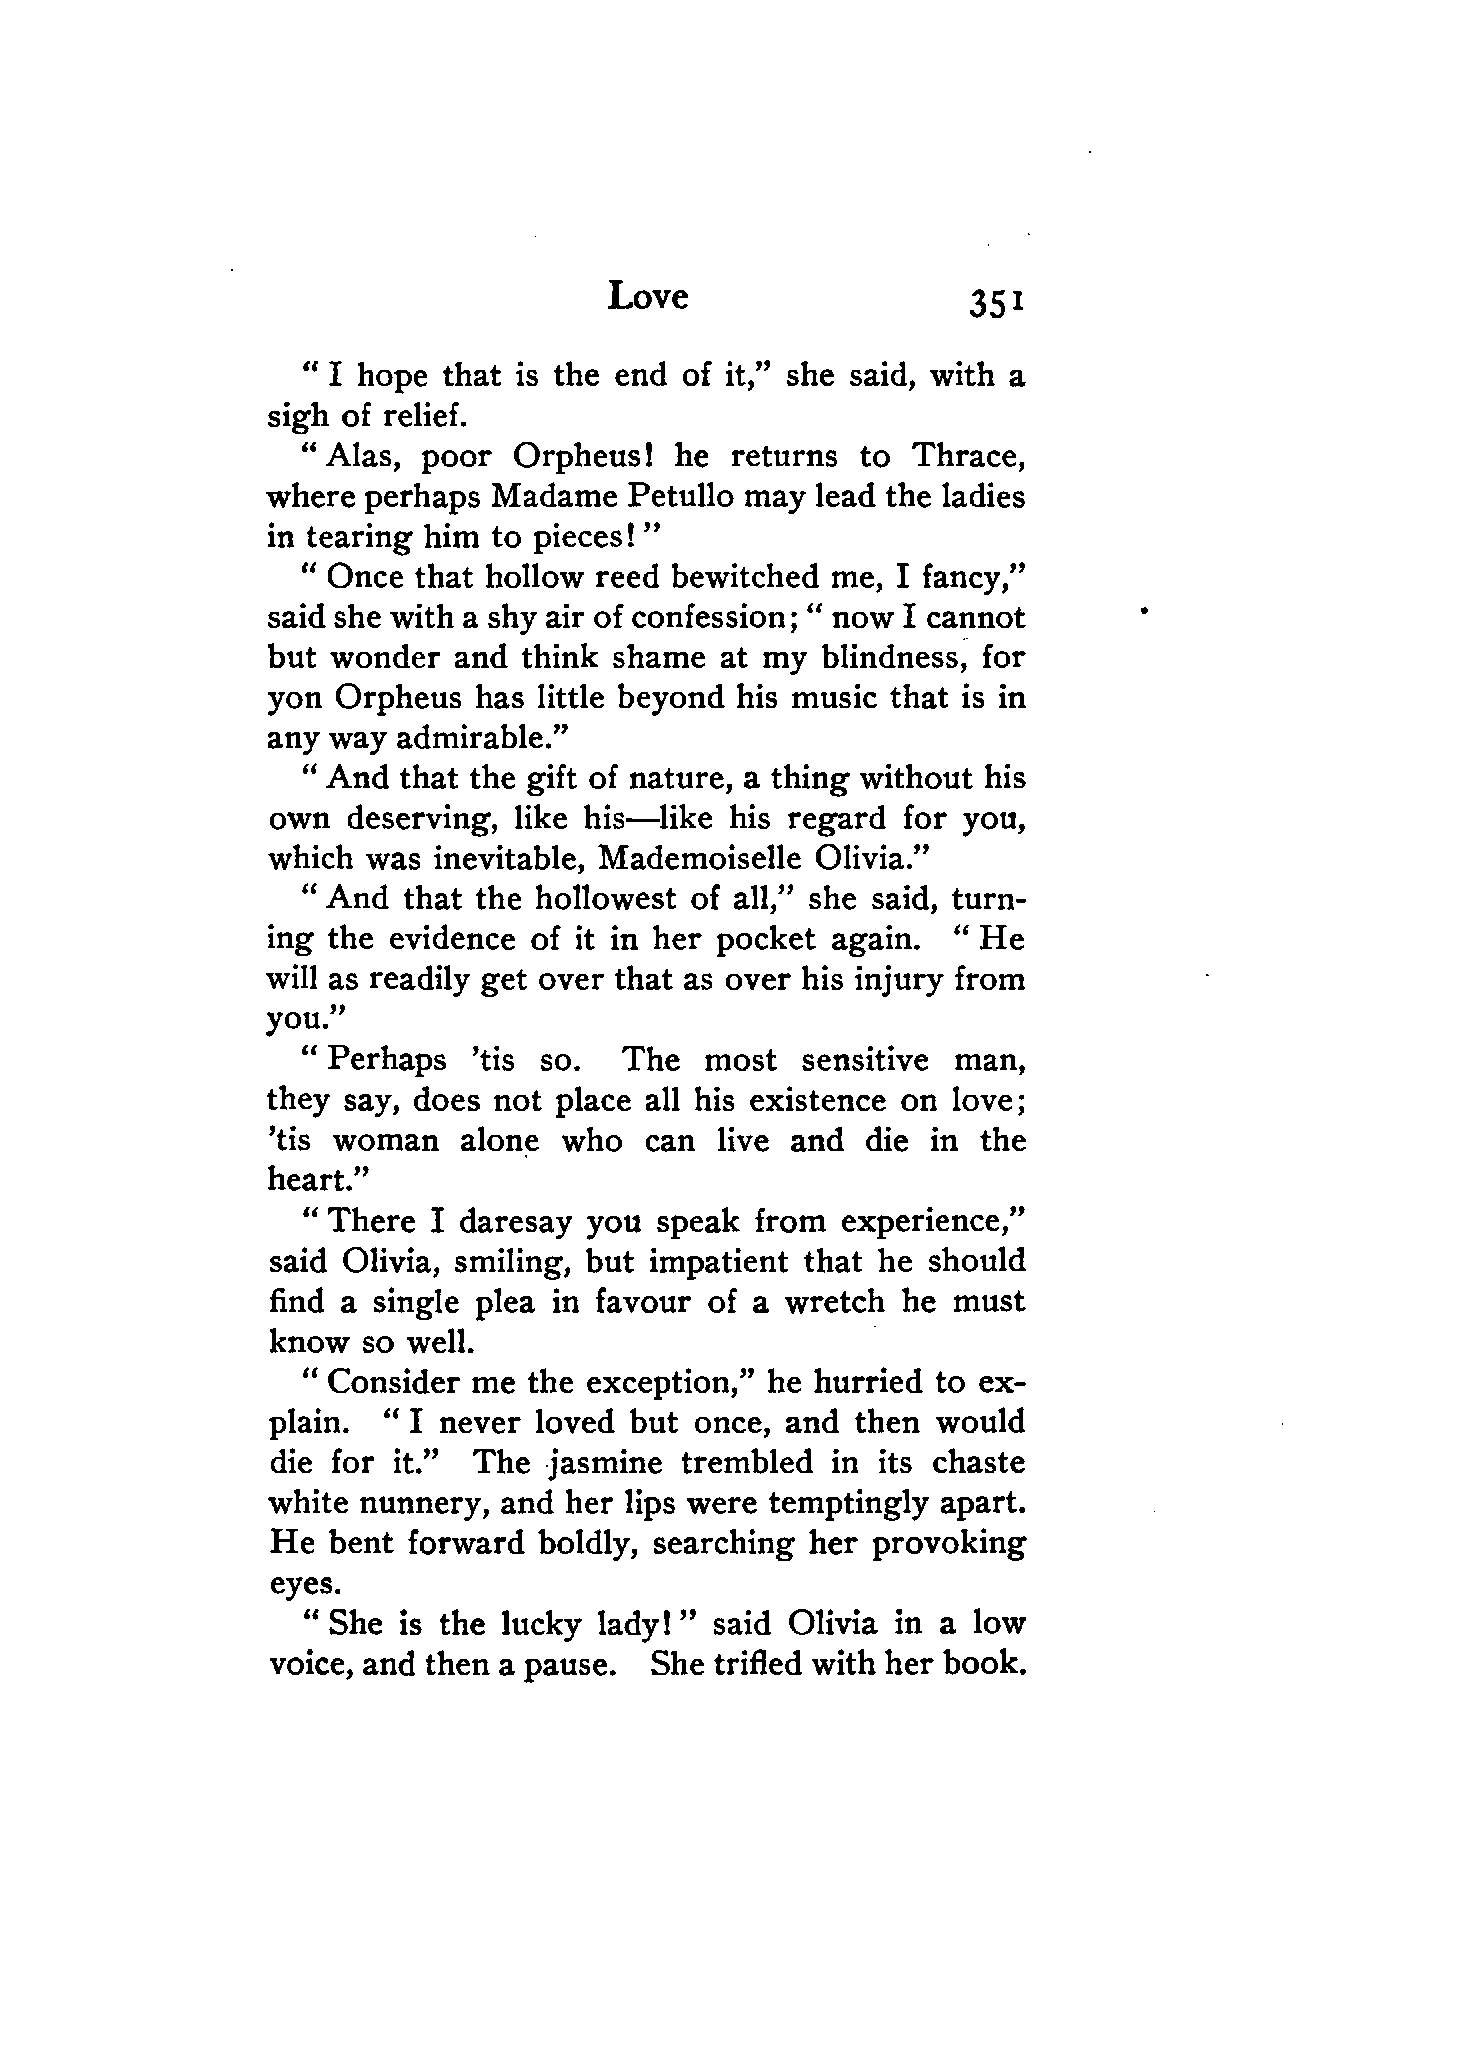 Love 351
“ I hope that is the end of it,” she said, with a
sigh of relief.
“ Alas, poor Orpheus! he returns to Thrace,
where perhaps Madame Petullo may lead the ladies
in tearing him to pieces! ”
“ Once that hollow reed bewitched me, I fancy,”
said she with a shy air of confession; “ now I cannot
but wonder and think shame at my blindness, for
yon Orpheus has little beyond his music that is in
any way admirable.”
“ And that the gift of nature, a thing without his
own deserving, like his—like his regard for you,
which was inevitable, Mademoiselle Olivia.”
“ And that the hollowest of all,” she said, turn-
ing the evidence of it in her pocket again. “ He
will as readily get over that as over his injury from
you.”
“ Perhaps ’tis so. The most sensitive man,
they say, does not place all his existence on love;
’tis woman alone who can live and die in the
heart.”
“ There I daresay you speak from experience,”
said Olivia, smiling, but impatient that he should
find a single plea in favour of a wretch he must
know so well.
“ Consider me the exception,” he hurried to ex-
plain. “ I never loved but once, and then would
die for it.” The jasmine trembled in its chaste
white nunnery, and her lips were temptingly apart.
He bent forward boldly, searching her provoking
eyes.
“ She is the lucky lady! ” said Olivia in a low
voice, and then a pause. She trifled with her book.